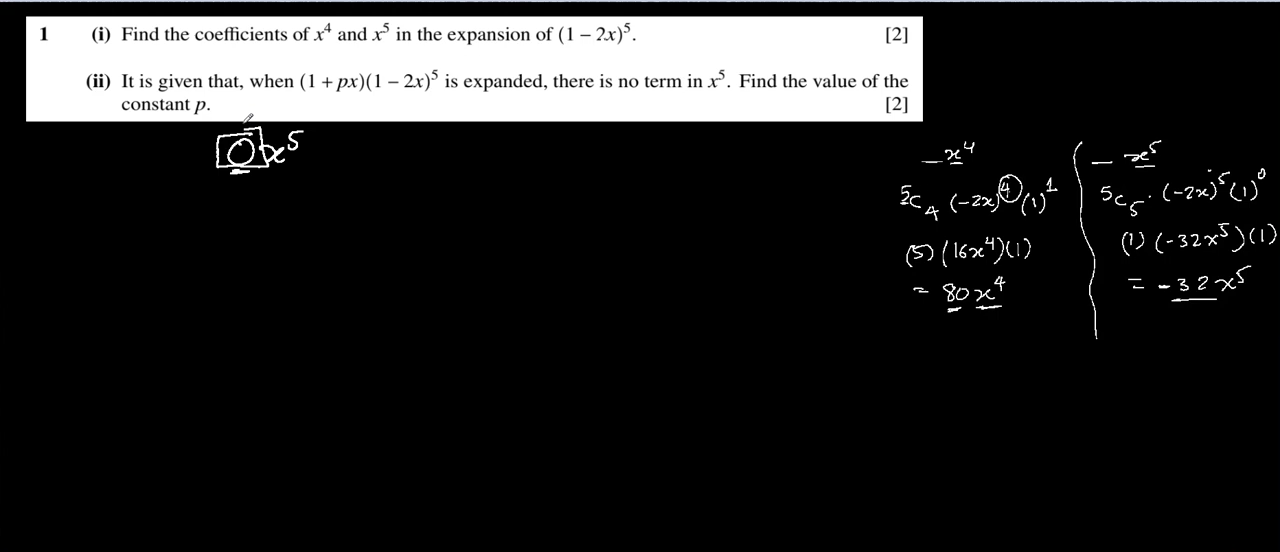 1 (i) Find the coefficients of x⁴ and x⁵ in the expansion of (1 − 2x)⁵. [2]
(ii) It is given that, when (1 + px)(1 − 2x)⁵ is expanded, there is no term in x⁵. Find the value of the
constant p. [2]
0x⁵
– x⁴
5C₄ (−2x)⁴ (1)¹
(5) (16x⁴)(1)
= 80x⁴
– x⁵
5C₅ · (−2x)⁵ (1)⁰
(1) (−32x⁵) (1)
= −32x⁵